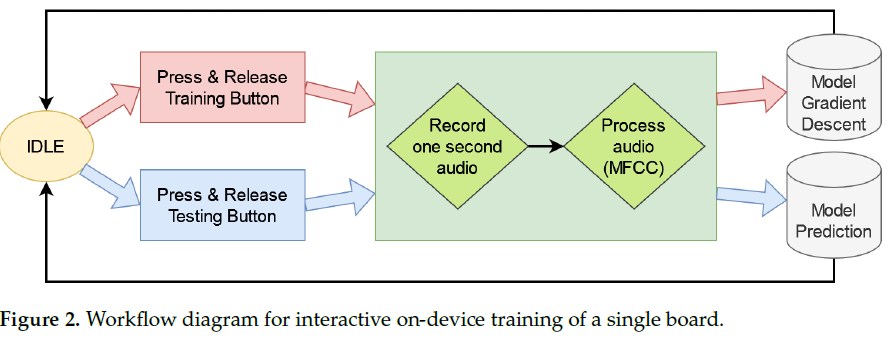 IDLE
Press & Release
Training Button
Press & Release
Testing Button
Record
one second
audio
Process
audio
(MFCC)
Model
Gradient
Descent
Model
Prediction
Figure 2. Workflow diagram for interactive on-device training of a single board.